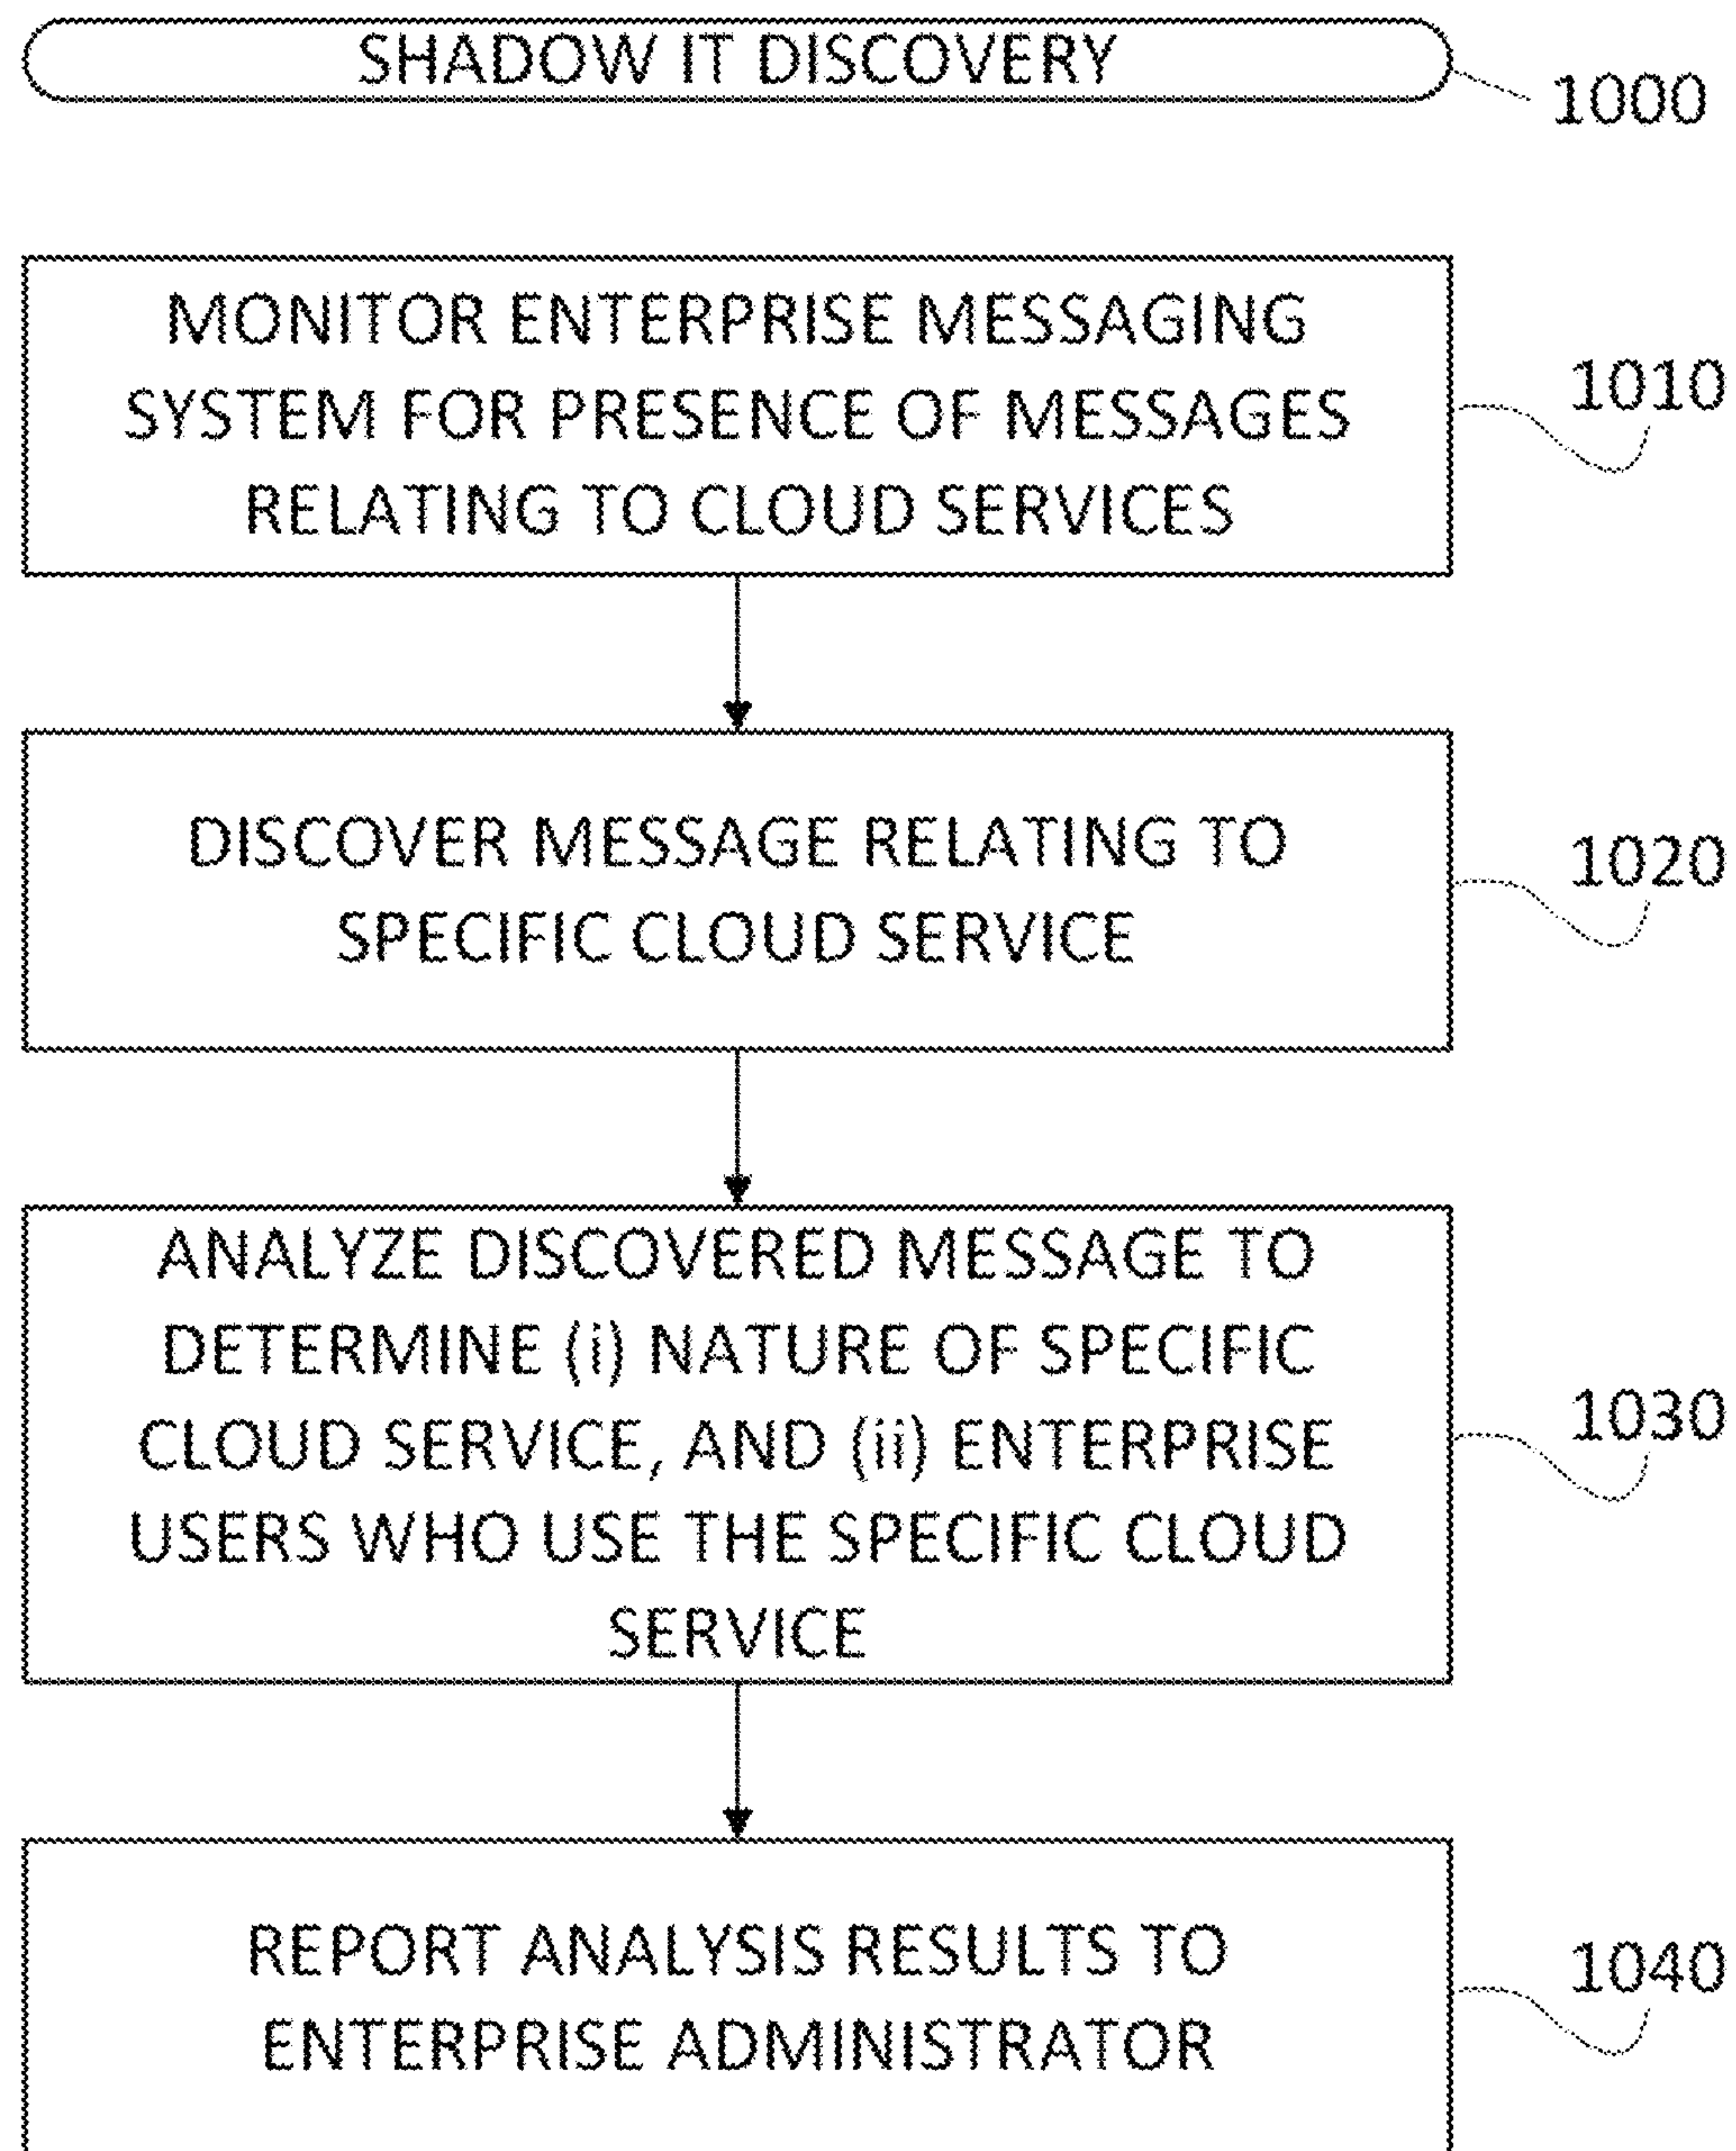 SHADOW IT DISCOVERY
1000
MONITOR ENTERPRISE MESSAGING
SYSTEM FOR PRESENCE OF MESSAGES
RELATING TO CLOUD SERVICES
1010
DISCOVER MESSAGE RELATING TO
SPECIFIC CLOUD SERVICE
1020
ANALYZE DISCOVERED MESSAGE TO
DETERMINE (i) NATURE OF SPECIFIC
CLOUD SERVICE, AND (ii) ENTERPRISE
USERS WHO USE THE SPECIFIC CLOUD
SERVICE
1030
REPORT ANALYSIS RESULTS TO
ENTERPRISE ADMINISTRATOR
1040